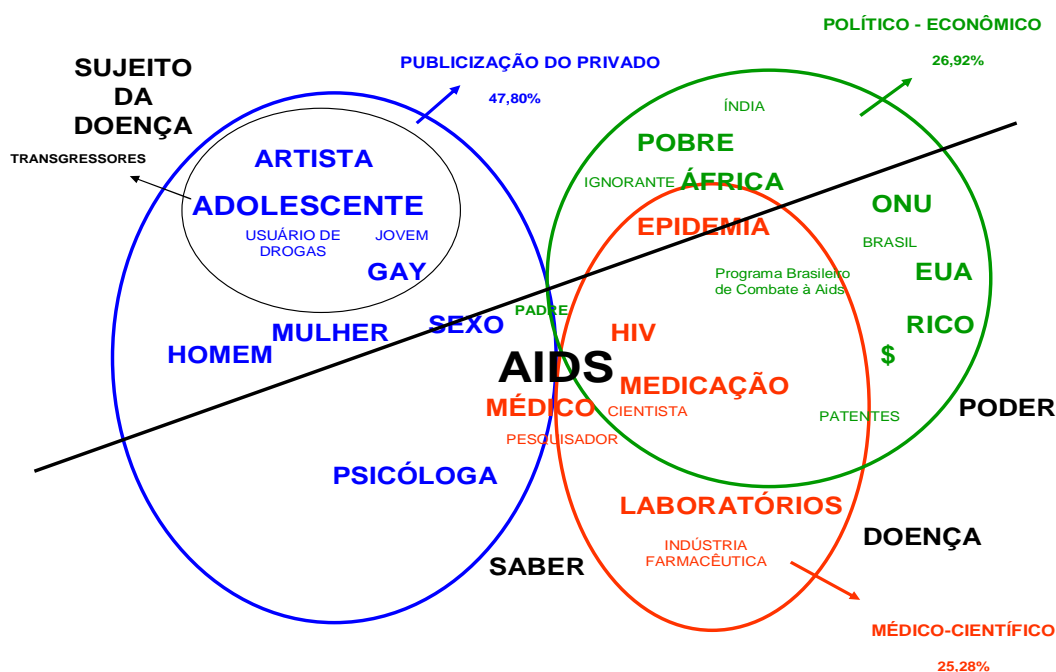 POLÍTICO - ECONÔMICO
26,92%
SUJEITO
DA
DOENÇA
PUBLICIZAÇÃO DO PRIVADO
47,80%
TRANSGRESSORES
ARTISTA
ADOLESCENTE
USUÁRIO DE
DROGAS
JOVEM
GAY
MULHER
HOMEM
SEXO
PSICÓLOGA
ÍNDIA
POBRE
IGNORANTE
ÁFRICA
EPIDEMIA
ONU
BRASIL
Programa Brasileiro
de Combate à Aids
EUA
PADRE
HIV
RICO
$
AIDS
MEDICAÇÃO
MÉDICO
CIENTISTA
PESQUISADOR
PATENTES
PODER
LABORATÓRIOS
INDÚSTRIA
FARMACÊUTICA
SABER
DOENÇA
MÉDICO-CIENTÍFICO
25,28%